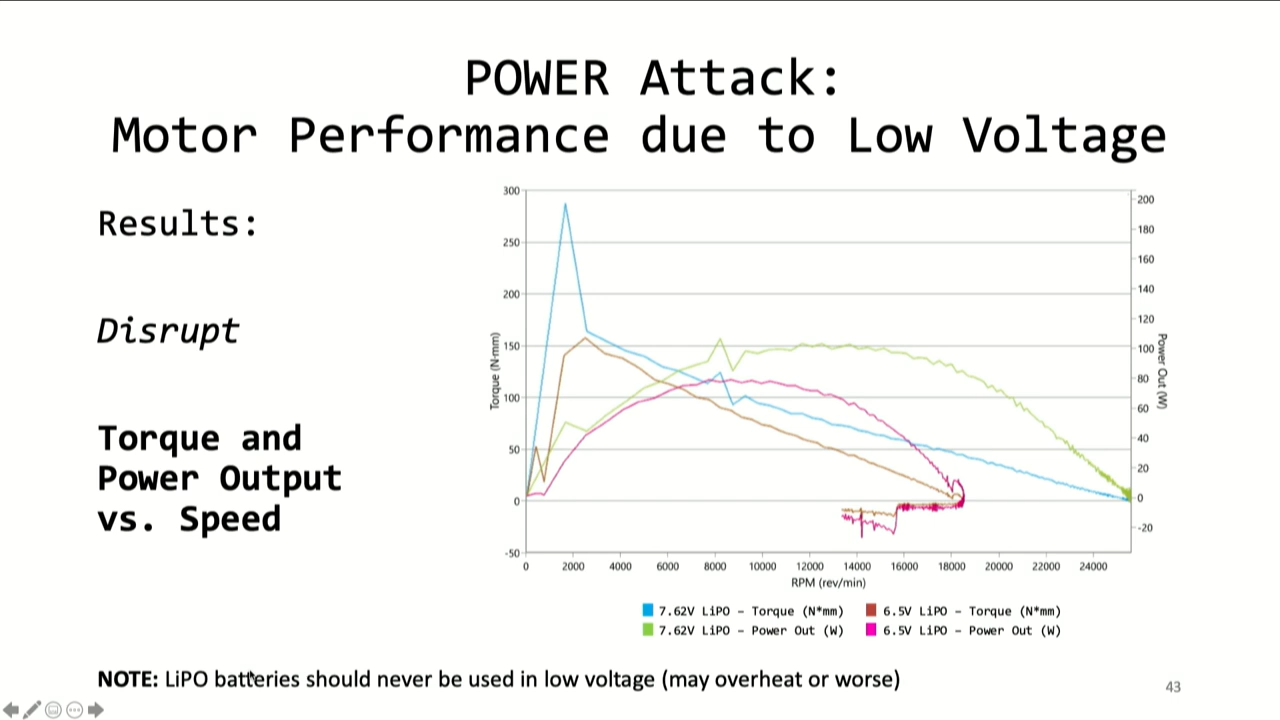 POWER Attack:
Motor Performance due to Low Voltage
Results:
Disrupt
Torque and
Power Output
vs. Speed
300
250
200
150
100
50
0
-50
Torque (N·mm)
200
180
160
140
120
100
80
60
40
20
0
-20
Power Out (W)
0 2000 4000 6000 8000 10000 12000 14000 16000 18000 20000 22000 24000
RPM (rev/min)
7.62V LiPO - Torque (N*mm) 6.5V LiPO - Torque (N*mm)
7.62V LiPO - Power Out (W) 6.5V LiPO - Power Out (W)
NOTE: LiPO batteries should never be used in low voltage (may overheat or worse)
43